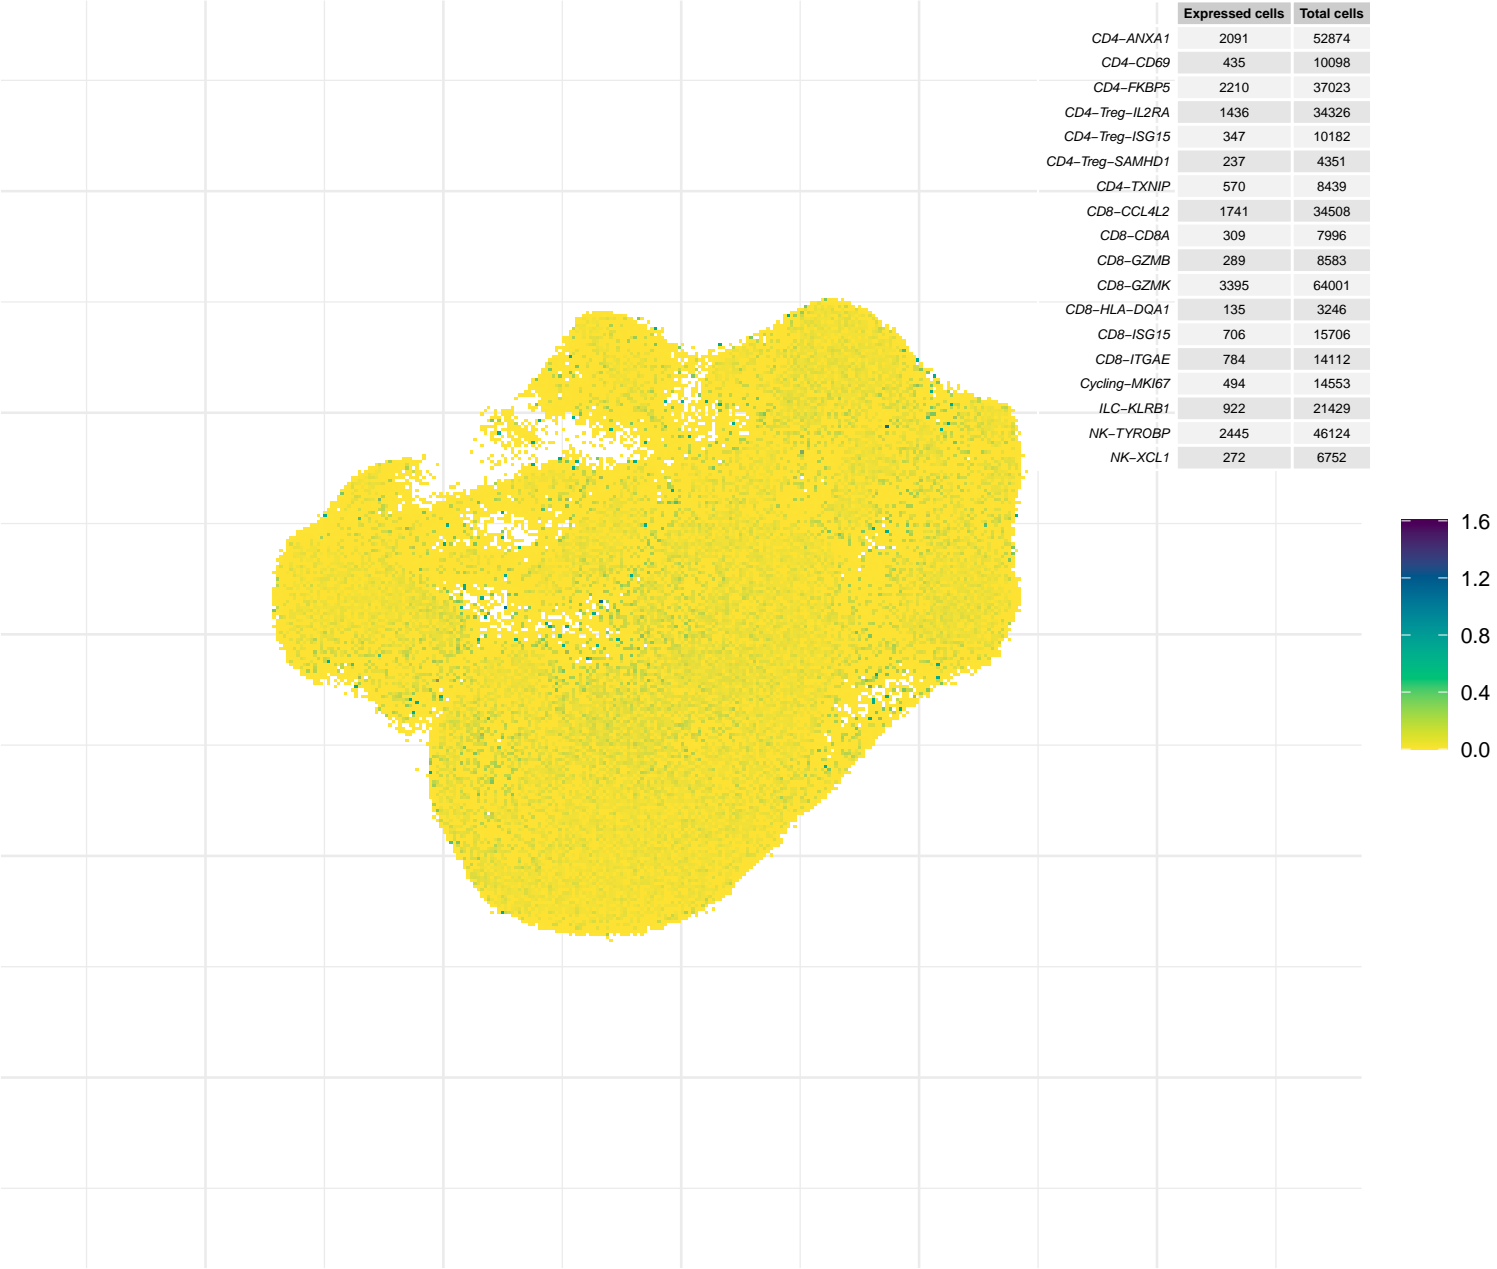 Expressed cells Total cells
CD4−ANXA1 2091 52874
CD4−CD69 435 10098
CD4−FKBP5 2210 37023
CD4−Treg−IL2RA 1436 34326
CD4−Treg−ISG15 347 10182
CD4−Treg−SAMHD1 237 4351
CD4−TXNIP 570 8439
CD8−CCL4L2 1741 34508
CD8−CD8A 309 7996
CD8−GZMB 289 8583
CD8−GZMK 3395 64001
CD8−HLA−DQA1 135 3246
CD8−ISG15 706 15706
CD8−ITGAE 784 14112
Cycling−MKI67 494 14553
ILC−KLRB1 922 21429
NK−TYROBP 2445 46124
NK−XCL1 272 6752
1.6
1.2
0.8
0.4
0.0